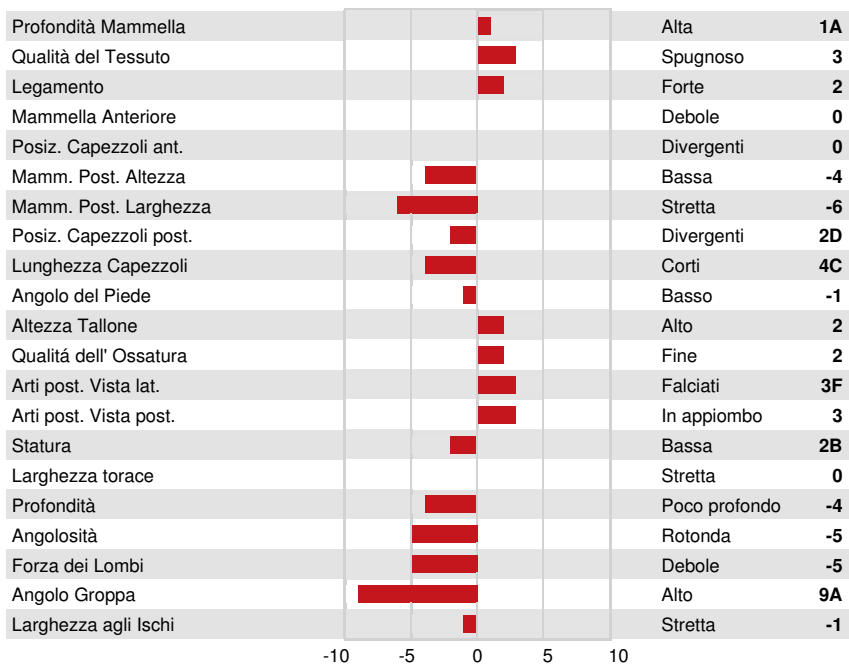 Profondità Mammella Alta 1A
Qualità del Tessuto Spugnoso 3
Legamento Forte 2
Mammella Anteriore Debole 0
Posiz. Capezzoli ant. Divergenti 0
Mamm. Post. Altezza Bassa -4
Mamm. Post. Larghezza Stretta -6
Posiz. Capezzoli post. Divergenti 2D
Lunghezza Capezzoli Corti 4C
Angolo del Piede Basso -1
Altezza Tallone Alto 2
Qualitá dell' Ossatura Fine 2
Arti post. Vista lat. Falciati 3F
Arti post. Vista post. In appiombo 3
Statura Bassa 2B
Larghezza torace Stretta 0
Profondità Poco profondo -4
Angolosità Rotonda -5
Forza dei Lombi Debole -5
Angolo Groppa Alto 9A
Larghezza agli Ischi Stretta -1
-10 -5 0 5 10